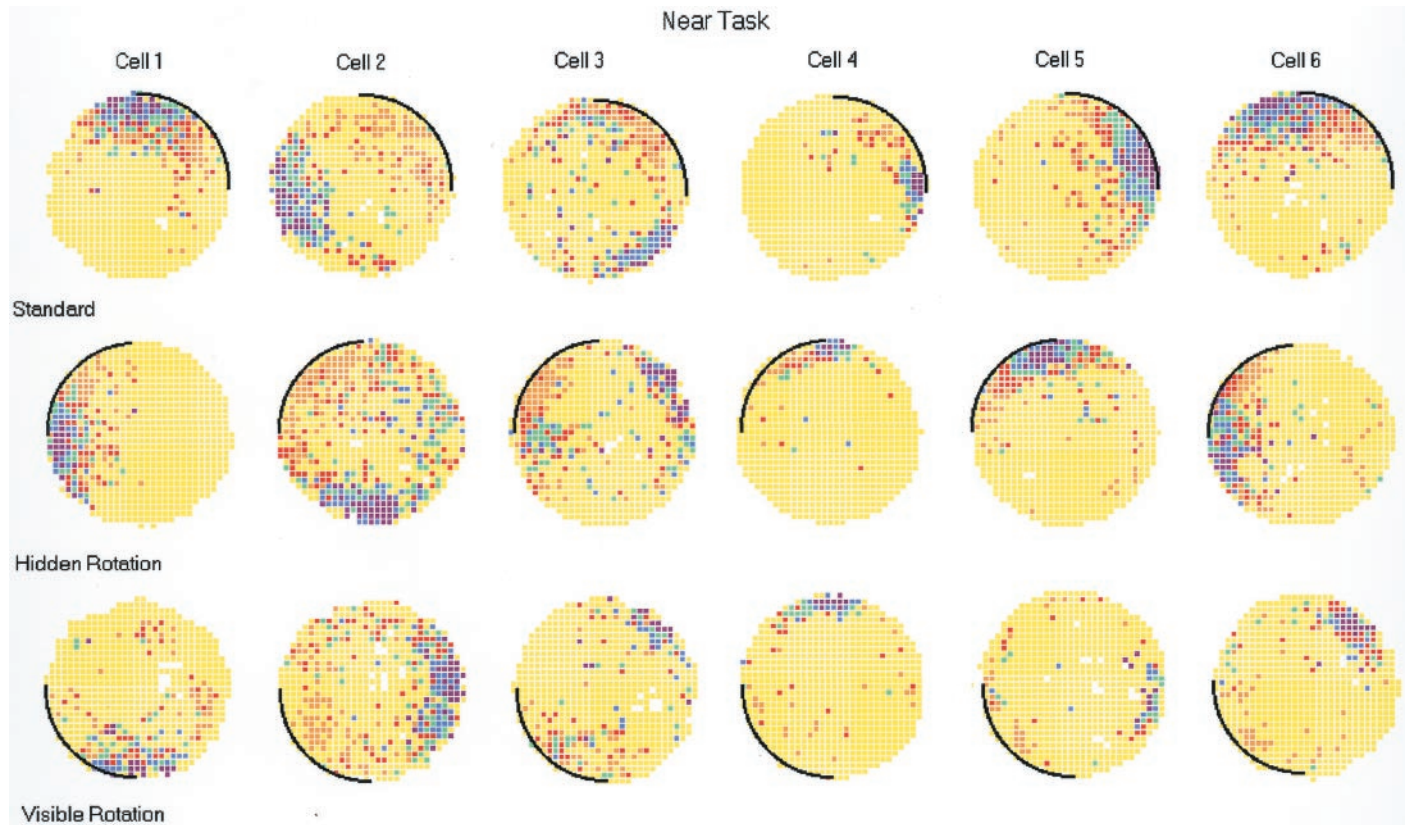 Near Task
Cell 1 Cell 2 Cell 3 Cell 4 Cell 5 Cell 6
Standard
Hidden Rotation
Visible Rotation